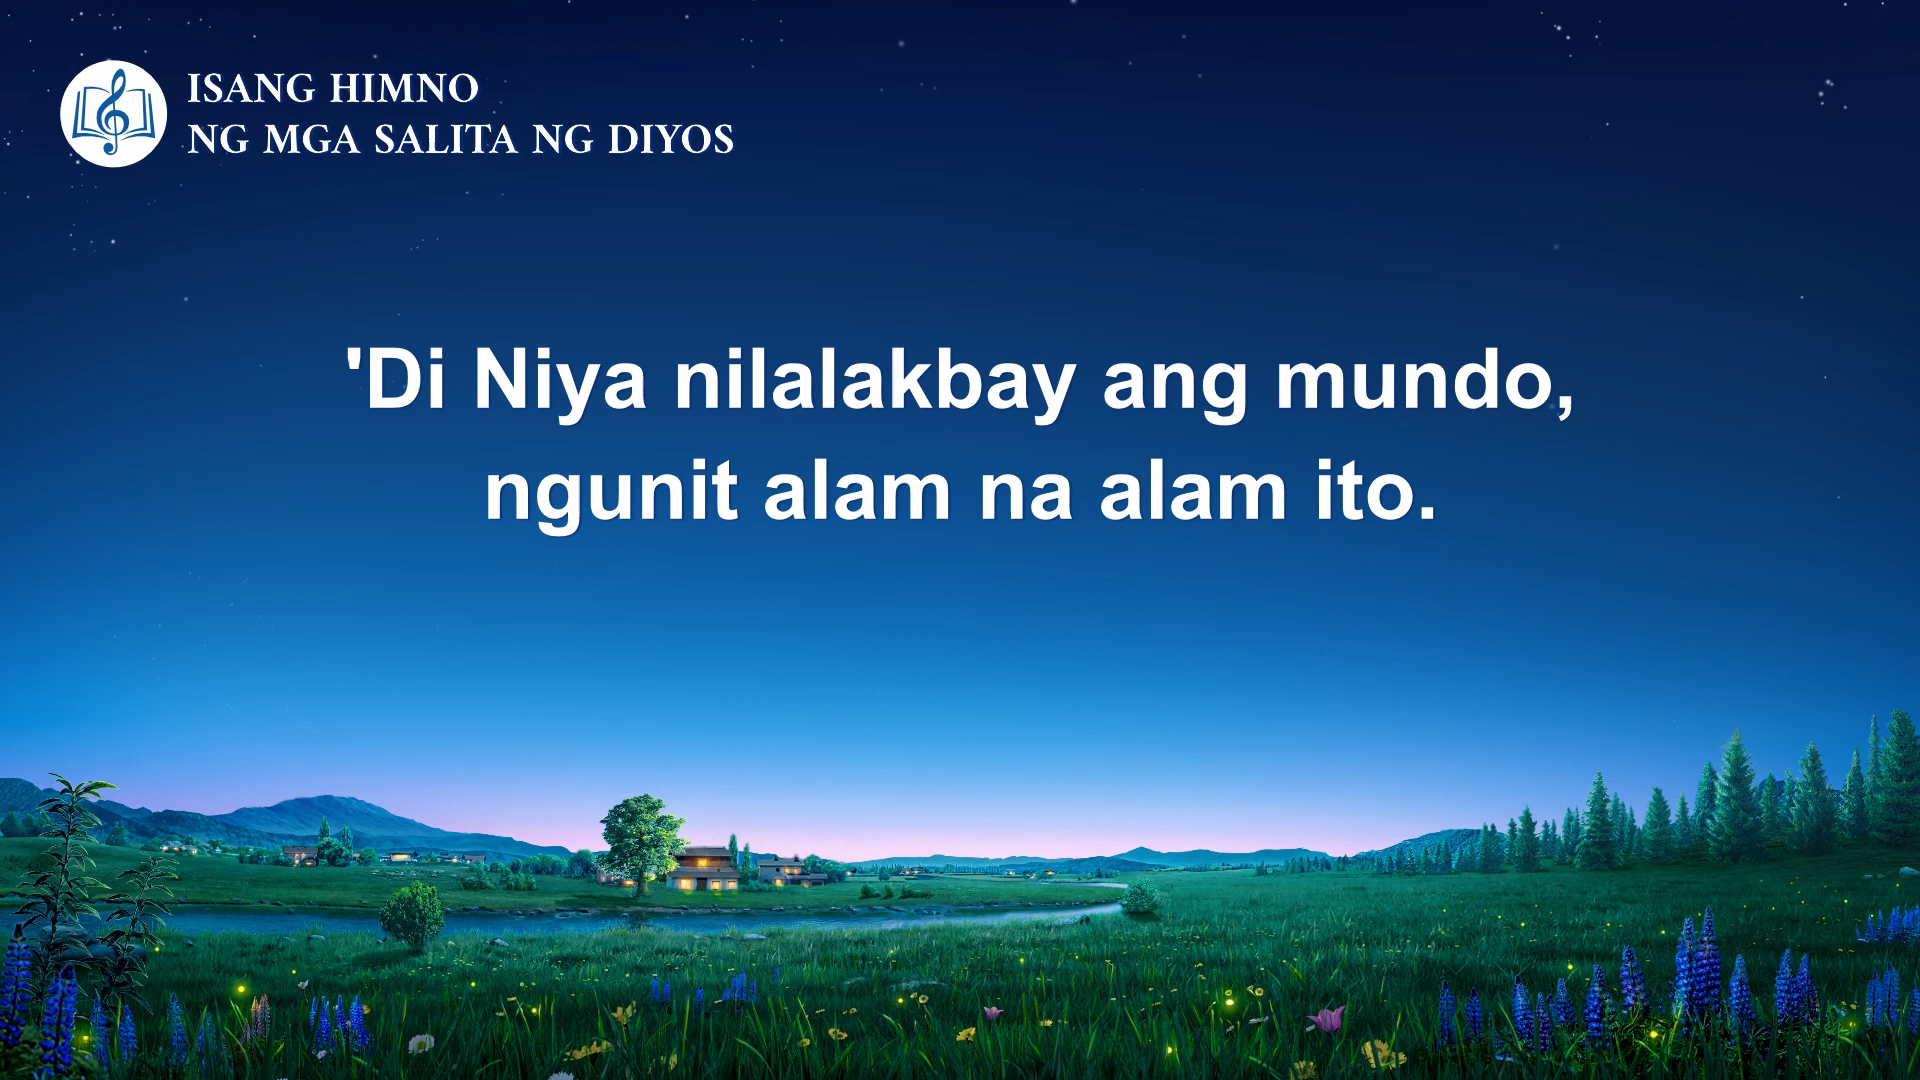 ISANG HIMNO
NG MGA SALITA NG DIYOS
'Di Niya nilalakbay ang mundo,
ngunit alam na alam ito.